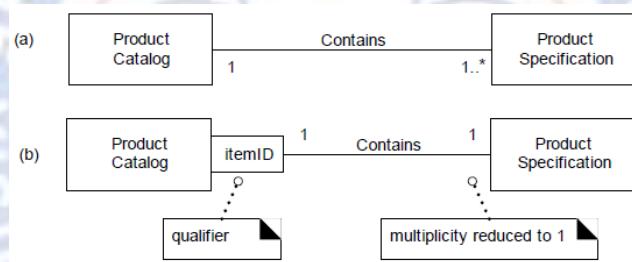 (a)
Product
Catalog
Contains
1
1..*
Product
Specification
(b)
Product
Catalog
itemID
1
Contains
1
Product
Specification
qualifier
multiplicity reduced to 1